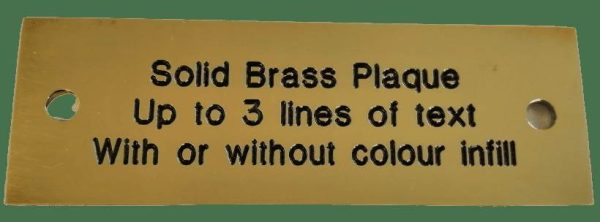 Solid Brass Plaque
Up to 3 lines of text
With or without colour infill